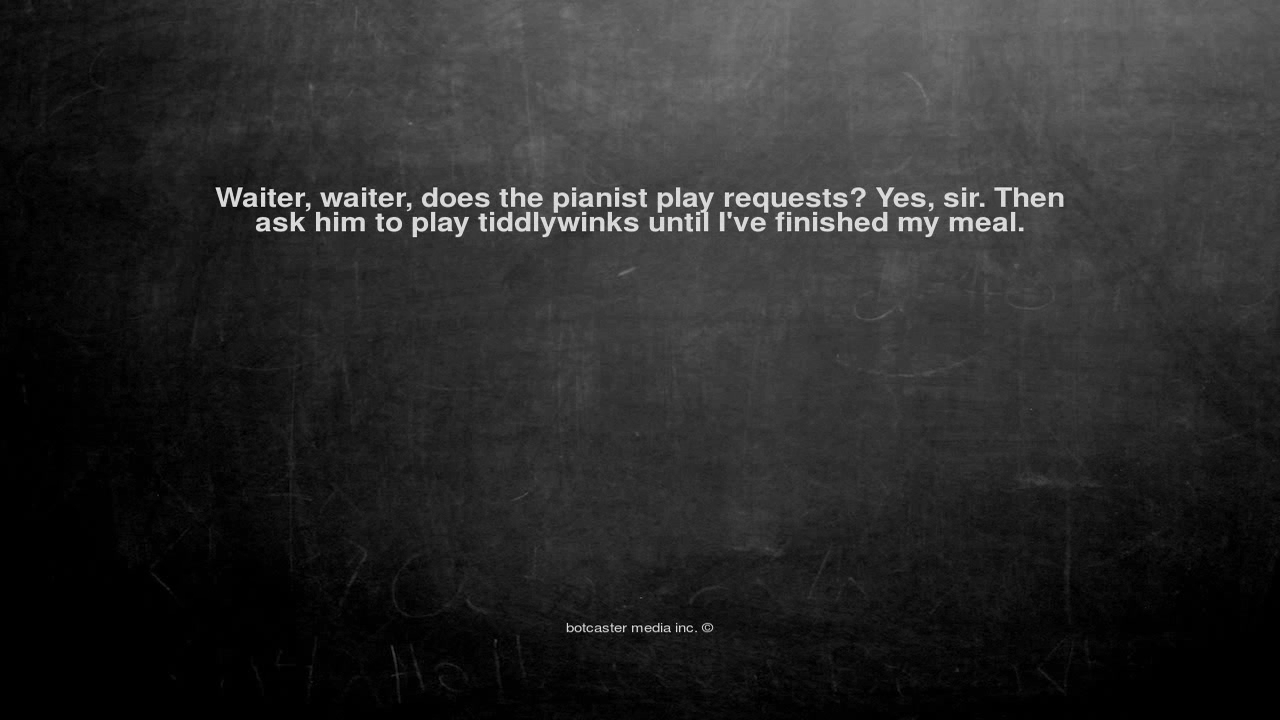 Waiter, waiter, does the pianist play requests? Yes, sir. Then
ask him to play tiddlywinks until I've finished my meal.
botcaster media inc. ©